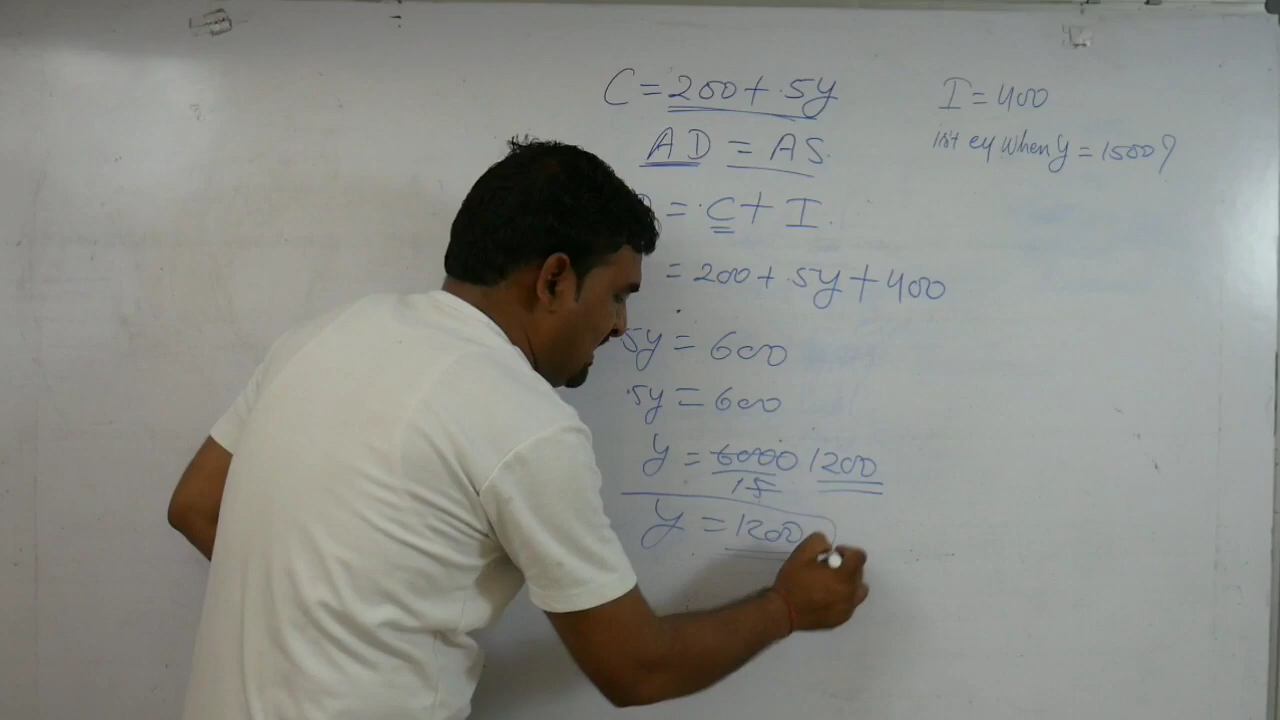 C = 200 + .5y
I = 400
AD = AS.
ist eq when y = 1500?
= C + I.
= 200 + .5y + 400
5y = 600
.5y = 600
y = 6000 1200
15
y = 1200